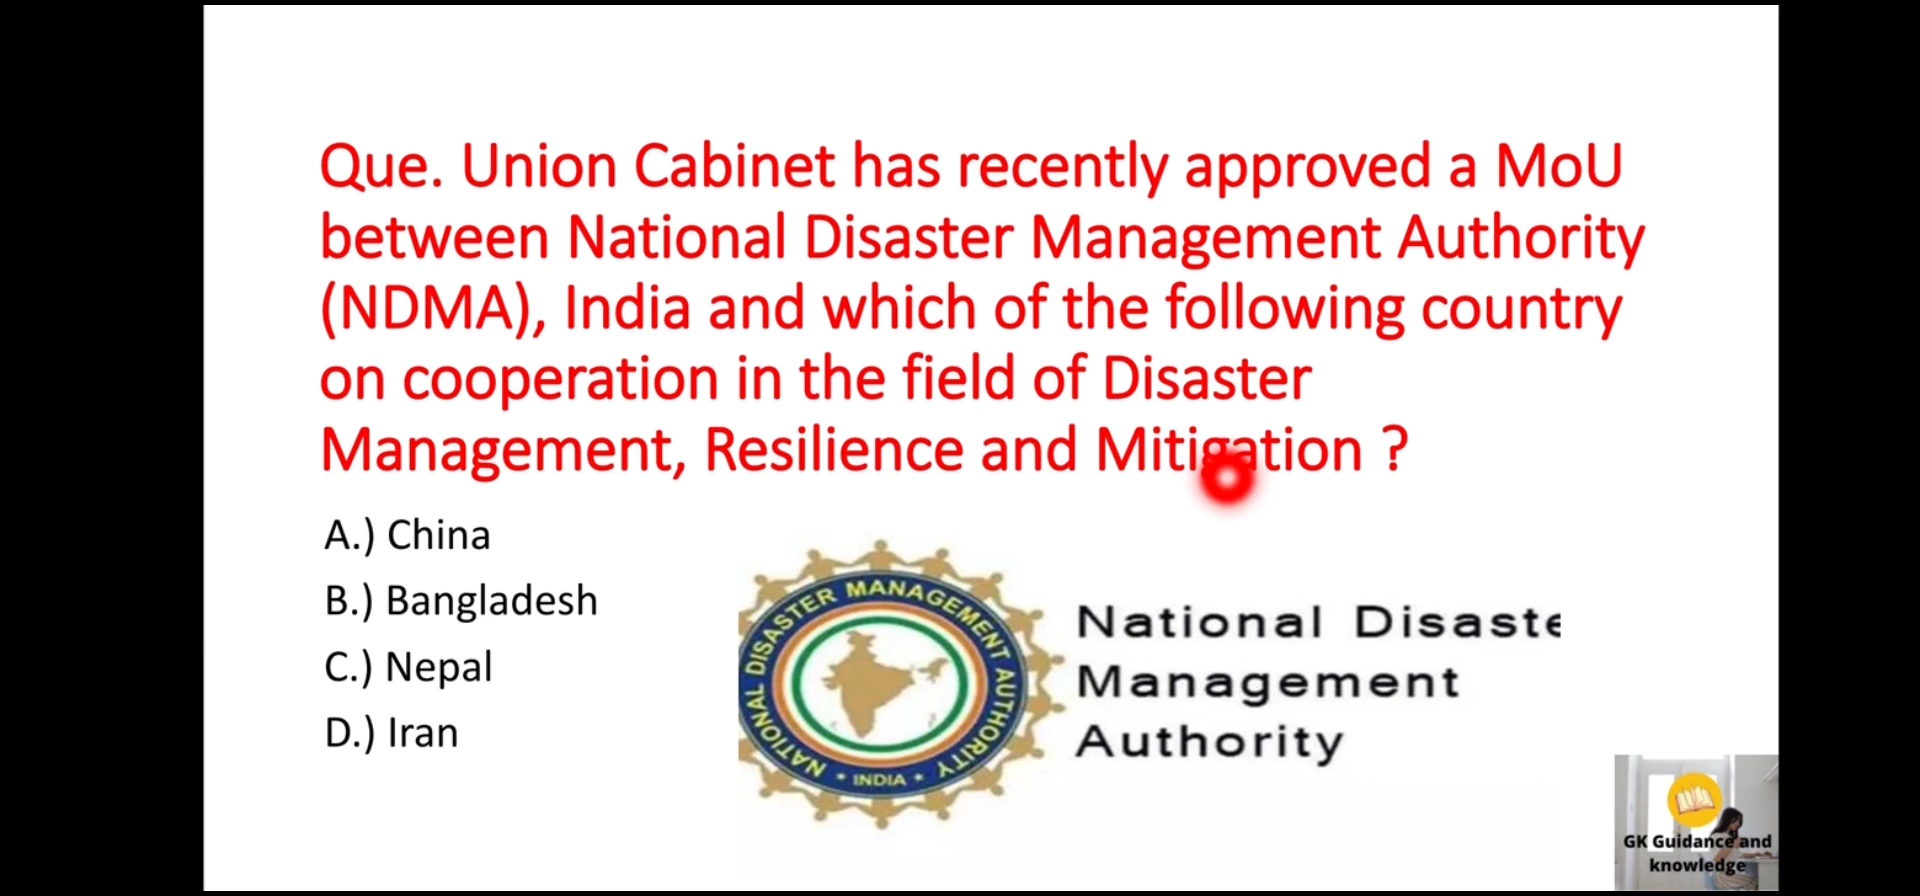 Que. Union Cabinet has recently approved a MoU
between National Disaster Management Authority
(NDMA), India and which of the following country
on cooperation in the field of Disaster
Management, Resilience and Mitigation ?
A.) China
B.) Bangladesh
C.) Nepal
D.) Iran
NATIONAL DISASTER MANAGEMENT AUTHORITY
* INDIA *
National Disaste
Management
Authority
GK Guidance and
knowledge